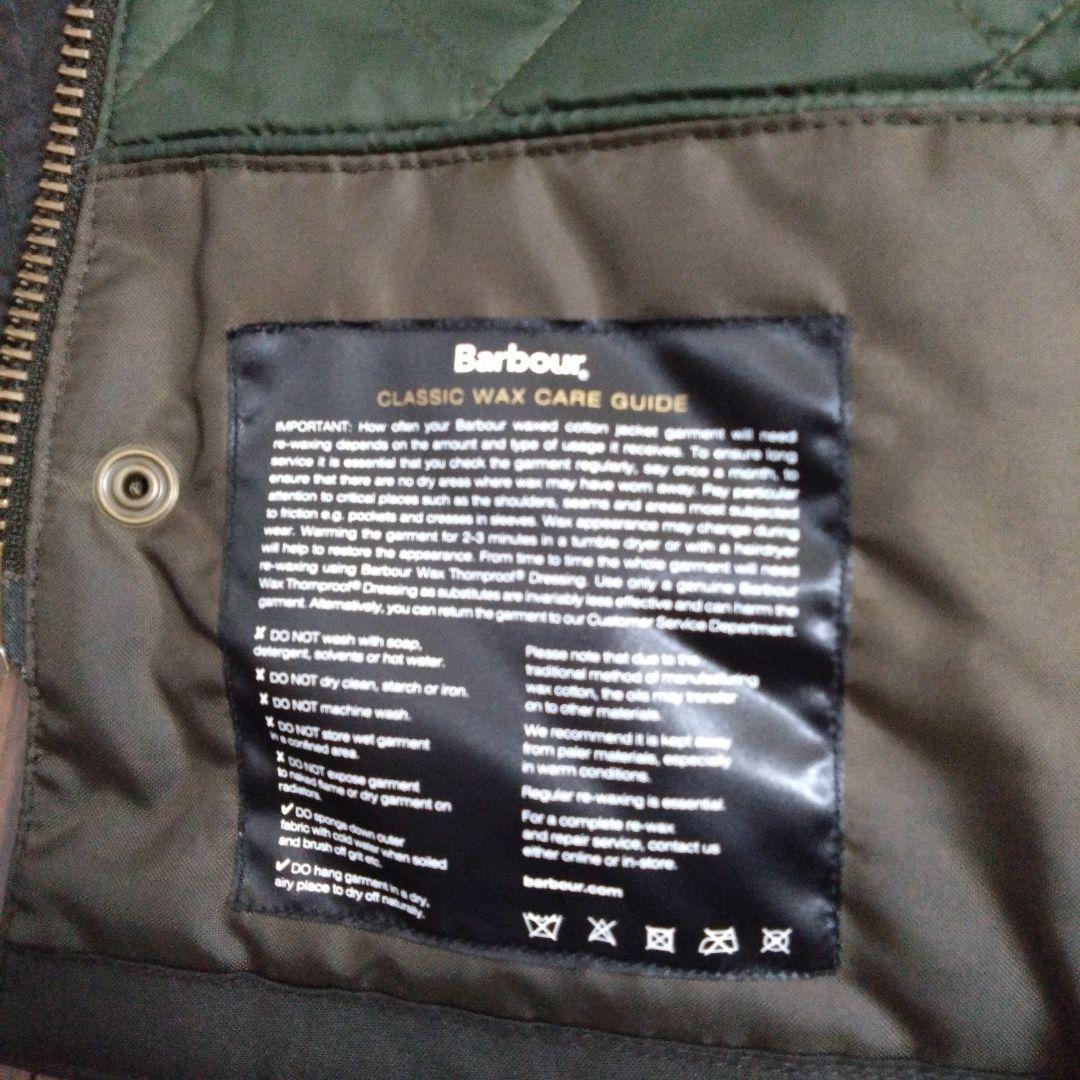 Barbour.
CLASSIC WAX CARE GUIDE
IMPORTANT: How often your Barbour waxed cotton jacket garment will need
re-waxing depends on the amount and type of usage it receives. To ensure long
service it is essential that you check the garment regularly, say once a month, to
ensure that there are no dry areas where wax may have worn away. Pay particular
attention to critical places such as the shoulders, seams and areas most subjected
to friction e.g. pockets and creases in sleeves. Wax appearance may change during
wear. Warming the garment for 2-3 minutes in a tumble dryer or with a hairdryer
will help to restore the appearance. From time to time the whole garment will need
re-waxing using Barbour Wax Thornproof® Dressing. Use only a genuine Barbour
Wax Thornproof® Dressing as substitutes are invariably less effective and can harm the
garment. Alternatively, you can return the garment to our Customer Service Department.
✗ DO NOT wash with soap,
detergent, solvents or hot water.
✗ DO NOT dry clean, starch or iron.
✗ DO NOT machine wash.
✗ DO NOT store wet garment
in a confined area.
✗ DO NOT expose garment
to naked flame or dry garment on
radiators.
✓ DO sponge down outer
fabric with cold water when soiled
and brush off grit etc.
✓ DO hang garment in a dry,
airy place to dry off naturally.
Please note that due to the
traditional method of manufacturing
wax cotton, the oils may transfer
on to other materials.
We recommend it is kept away
from paler materials, especially
in warm conditions.
Regular re-waxing is essential.
For a complete re-wax
and repair service, contact us
either online or in-store.
barbour.com